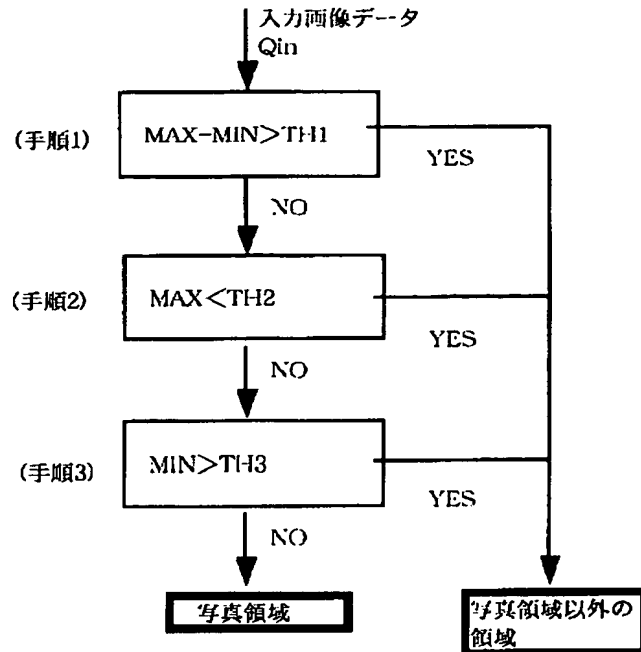 入力画像データ
Qin
(手順1)
MAX-MIN>TH1
YES
NO
(手順2)
MAX<TH2
YES
NO
(手順3)
MIN>TH3
YES
NO
写真領域
写真領域以外の
領域